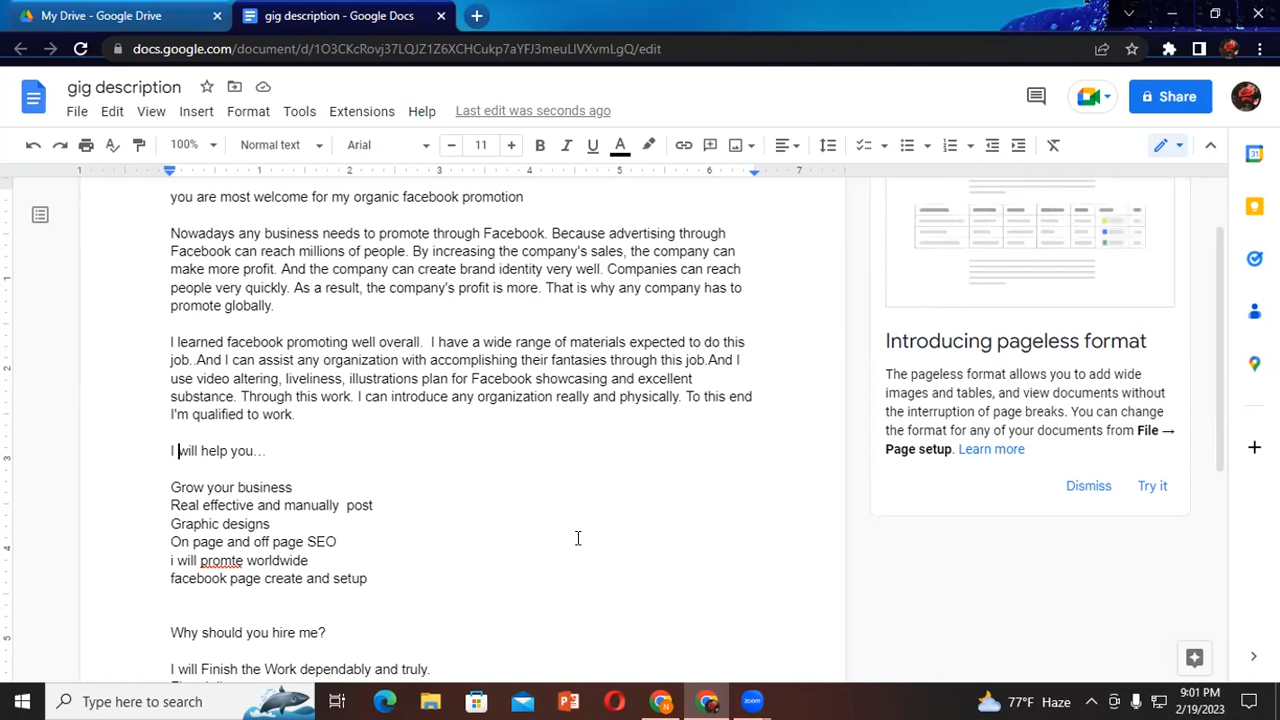 My Drive - Google Drive
gig description - Google Docs
docs.google.com/document/d/1O3CKcRovj37LQJZ1Z6XCHCukp7aYFJ3meuLlVXvmLgQ/edit
gig description
File Edit View Insert Format Tools Extensions Help Last edit was seconds ago
Share
100% Normal text Arial 11
1 1 2 3 4 5 6 7
you are most welcome for my organic facebook promotion
Nowadays any business needs to promote through Facebook. Because advertising through
Facebook can reach millions of people. By increasing the company's sales, the company can
make more profit. And the company can create brand identity very well. Companies can reach
people very quickly. As a result, the company's profit is more. That is why any company has to
promote globally.
I learned facebook promoting well overall.  I have a wide range of materials expected to do this
job..And I can assist any organization with accomplishing their fantasies through this job.And I
use video altering, liveliness, illustrations plan for Facebook showcasing and excellent
substance. Through this work. I can introduce any organization really and physically. To this end
I'm qualified to work.
I will help you…
Grow your business
Real effective and manually  post
Graphic designs
On page and off page SEO
i will promte worldwide
facebook page create and setup
Why should you hire me?
I will Finish the Work dependably and truly.
Introducing pageless format
The pageless format allows you to add wide
images and tables, and view documents without
the interruption of page breaks. You can change
the format for any of your documents from File →
Page setup. Learn more
Dismiss Try it
Type here to search
77°F Haze
9:01 PM
2/19/2023